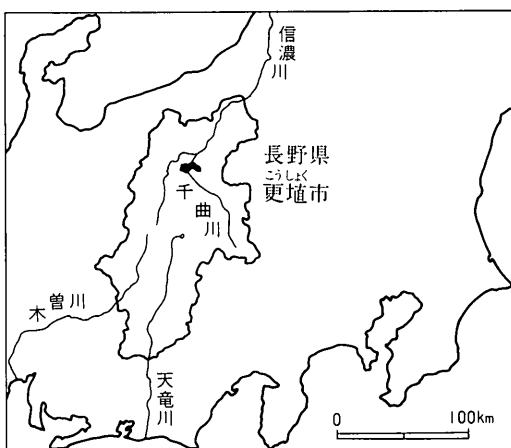 信濃川
長野県
こうしょく
更埴市
千曲川
木曽川
天竜川
0 100km